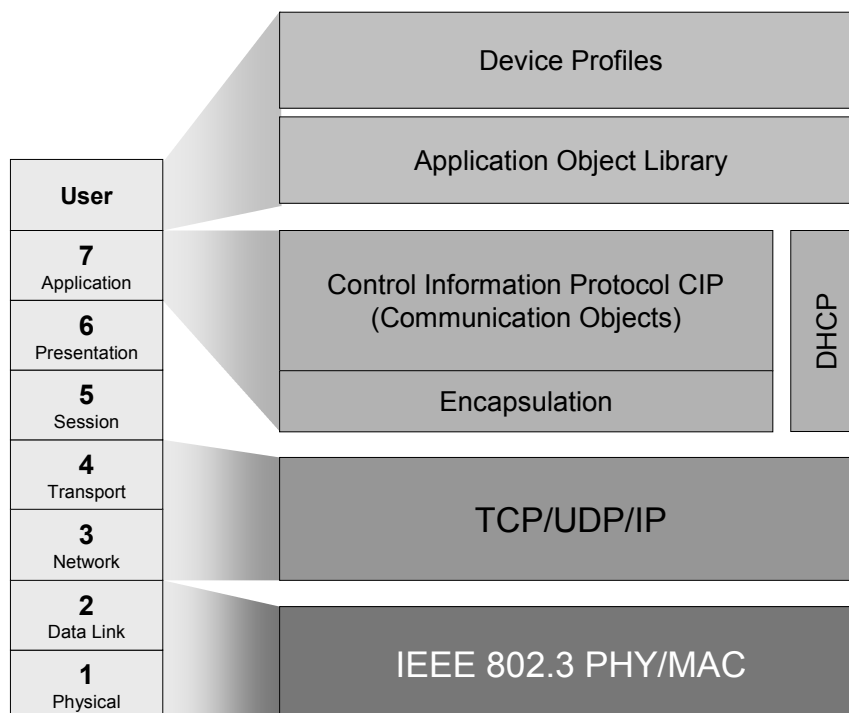 Device Profiles
Application Object Library
User
7
Application
6
Presentation
5
Session
4
Transport
3
Network
2
Data Link
1
Physical
Control Information Protocol CIP
(Communication Objects)
Encapsulation
DHCP
TCP/UDP/IP
IEEE 802.3 PHY/MAC